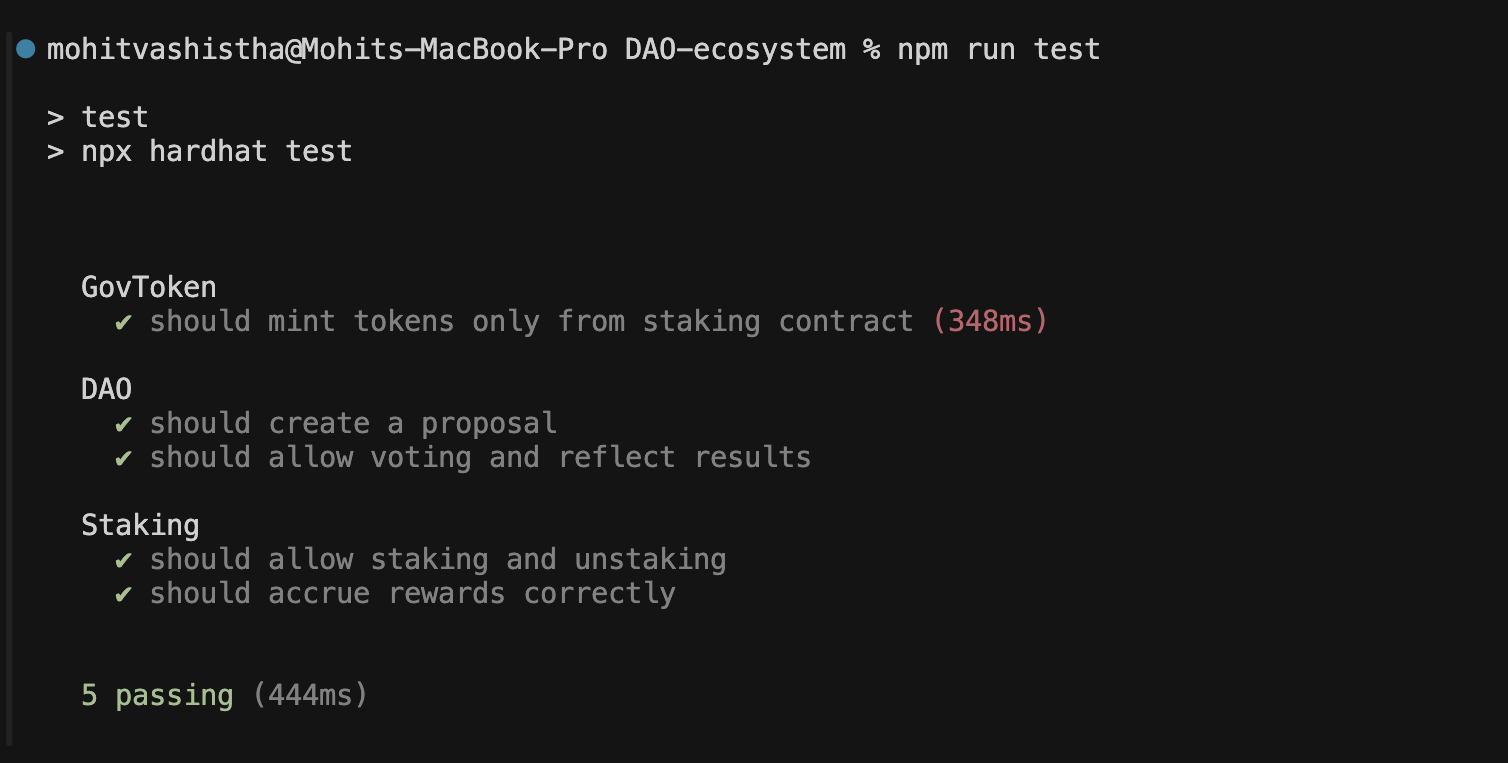 mohitvashistha@Mohits-MacBook-Pro DAO-ecosystem % npm run test
> test
> npx hardhat test
GovToken
✔ should mint tokens only from staking contract (348ms)
DAO
✔ should create a proposal
✔ should allow voting and reflect results
Staking
✔ should allow staking and unstaking
✔ should accrue rewards correctly
5 passing (444ms)